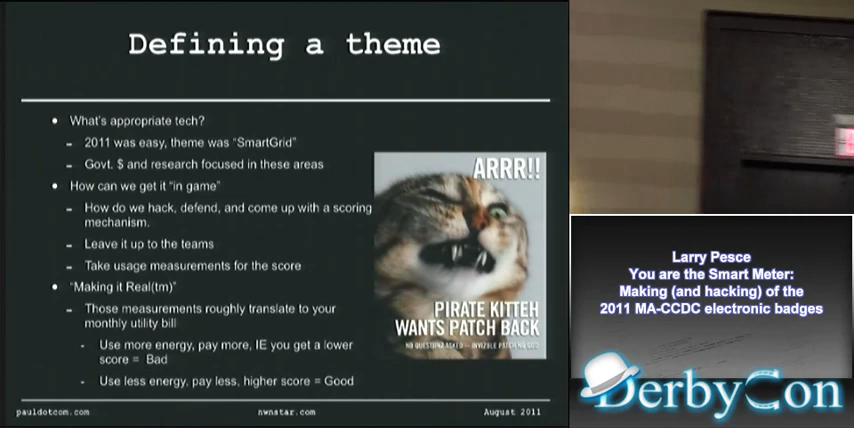 Defining a theme
What's appropriate tech?
2011 was easy, theme was "SmartGrid"
Govt. $ and research focused in these areas
How can we get it "in game"
How do we hack, defend, and come up with a scoring
mechanism.
Leave it up to the teams
Take usage measurements for the score
"Making it Real(tm)"
Those measurements roughly translate to your
monthly utility bill
Use more energy, pay more, IE you get a lower
score = Bad
Use less energy, pay less, higher score = Good
ARRR!!
PIRATE KITTEH
WANTS PATCH BACK
pauldotcom.com
nwnstar.com
August 2011
Larry Pesce
You are the Smart Meter:
Making (and hacking) of the
2011 MA-CCDC electronic badges
DerbyCon